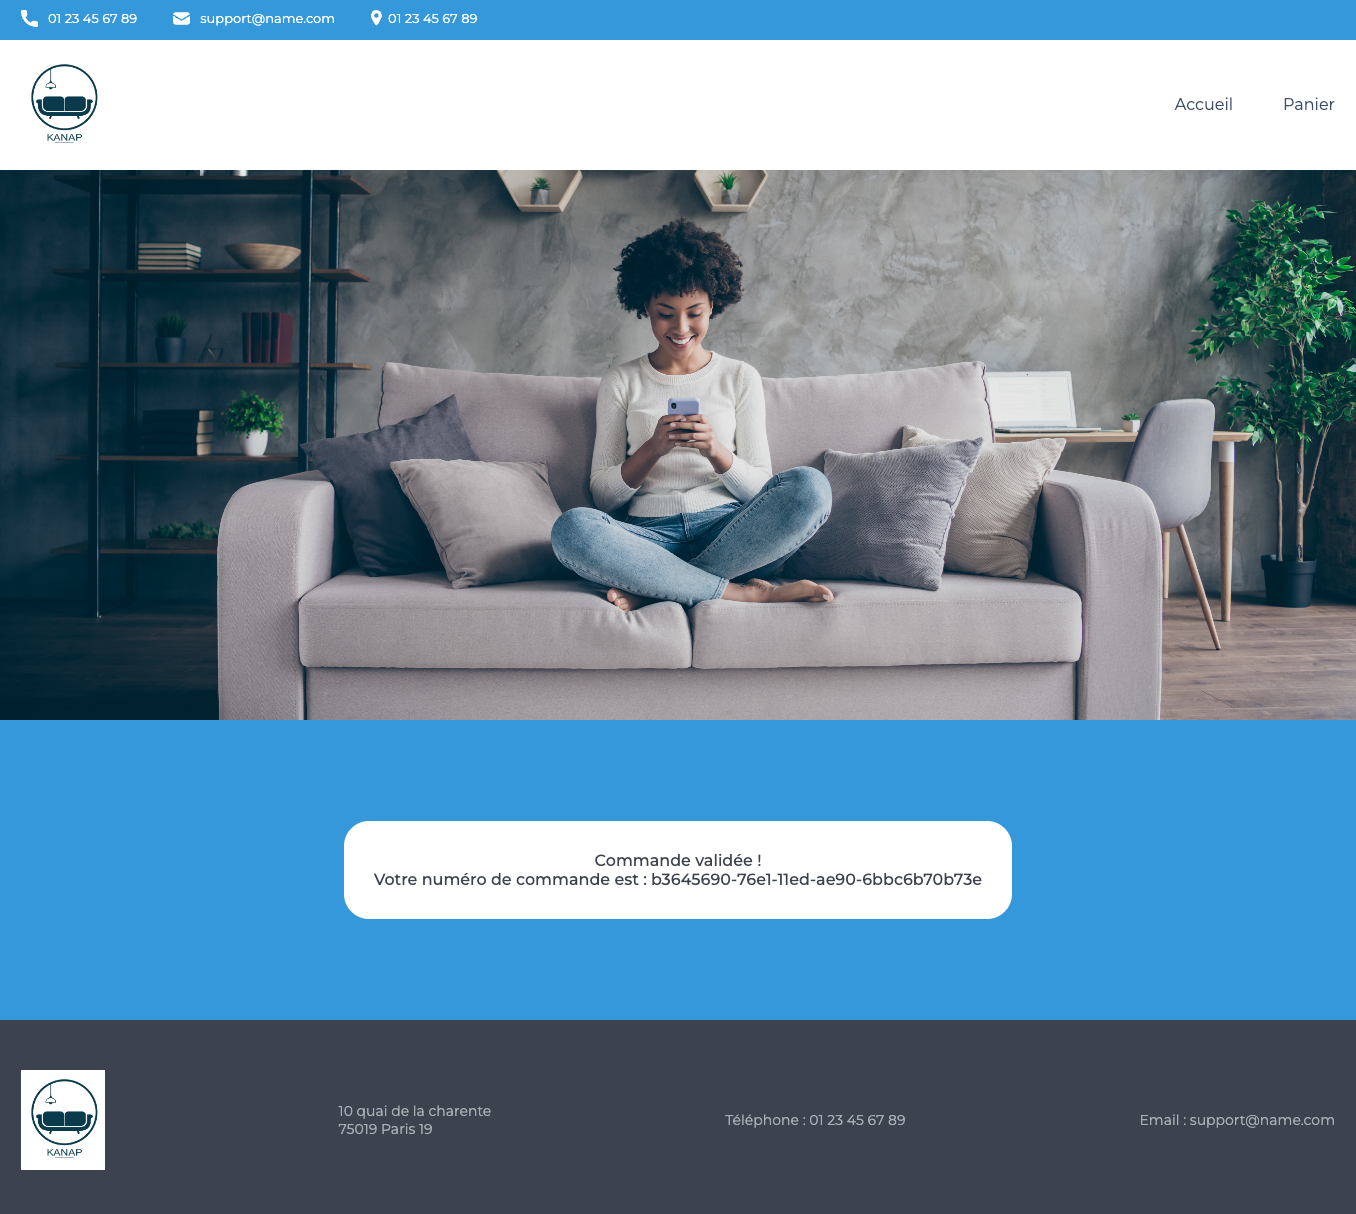 01 23 45 67 89
support@name.com
01 23 45 67 89
KANAP
Accueil
Panier
Commande validée !
Votre numéro de commande est : b3645690-76e1-11ed-ae90-6bbc6b70b73e
KANAP
10 quai de la charente
75019 Paris 19
Téléphone : 01 23 45 67 89
Email : support@name.com